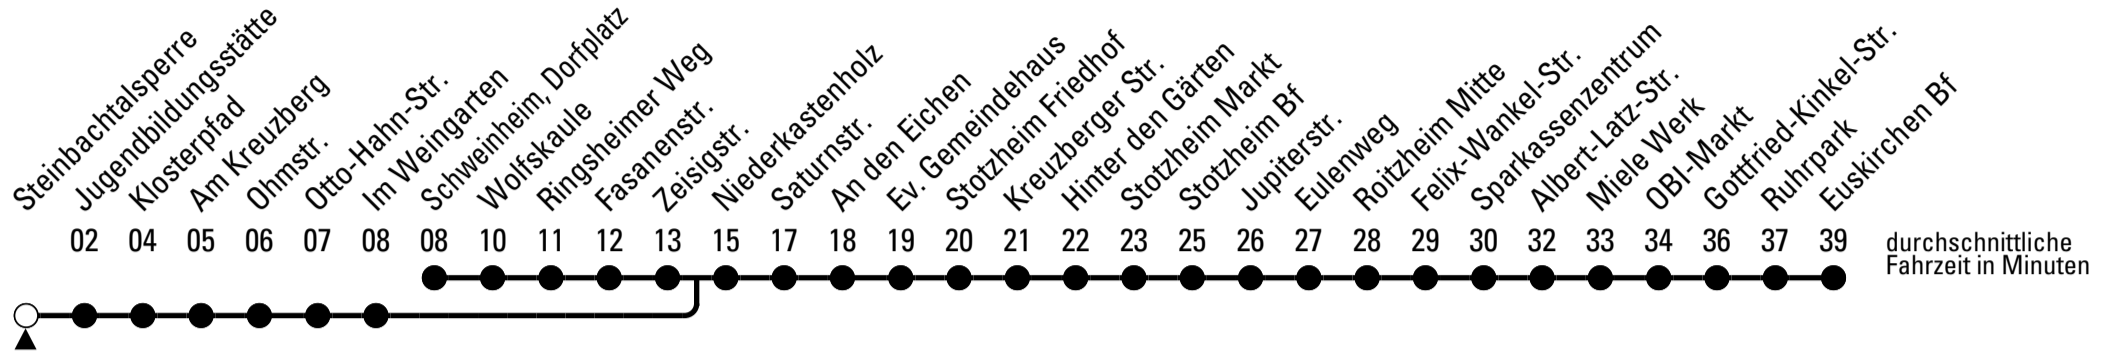 Steinbachtalsperre
Jugendbildungsstätte
Klosterpfad
Am Kreuzberg
Ohmstr.
Otto-Hahn-Str.
Im Weingarten
Schweinheim, Dorfplatz
Wolfskaule
Ringsheimer Weg
Fasanenstr.
Zeisigstr.
Niederkastenholz
Saturnstr.
An den Eichen
Ev. Gemeindehaus
Stotzheim Friedhof
Kreuzberger Str.
Hinter den Gärten
Stotzheim Markt
Stotzheim Bf
Jupiterstr.
Eulenweg
Roitzheim Mitte
Felix-Wankel-Str.
Sparkassenzentrum
Albert-Latz-Str.
Miele Werk
OBI-Markt
Gottfried-Kinkel-Str.
Ruhrpark
Euskirchen Bf
02 04 05 06 07 08 08 10 11 12 13 15 17 18 19 20 21 22 23 25 26 27 28 29 30 32 33 34 36 37 39
durchschnittliche
Fahrzeit in Minuten